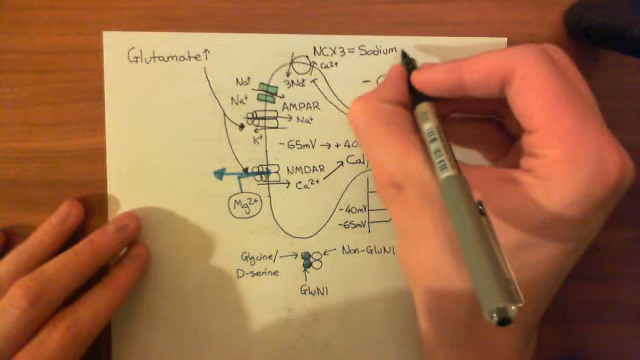 Glutamate↑
NCX3 = Sodium
Ca²⁺
3Na⁺
Na⁺
Na⁺
AMPAR
Na⁺
K⁺
-65mV → +40
NMDAR
Ca²⁺
Mg²⁺
-40mV
-65mV
Glycine/
D-serine
Non-GluN1
GluN1